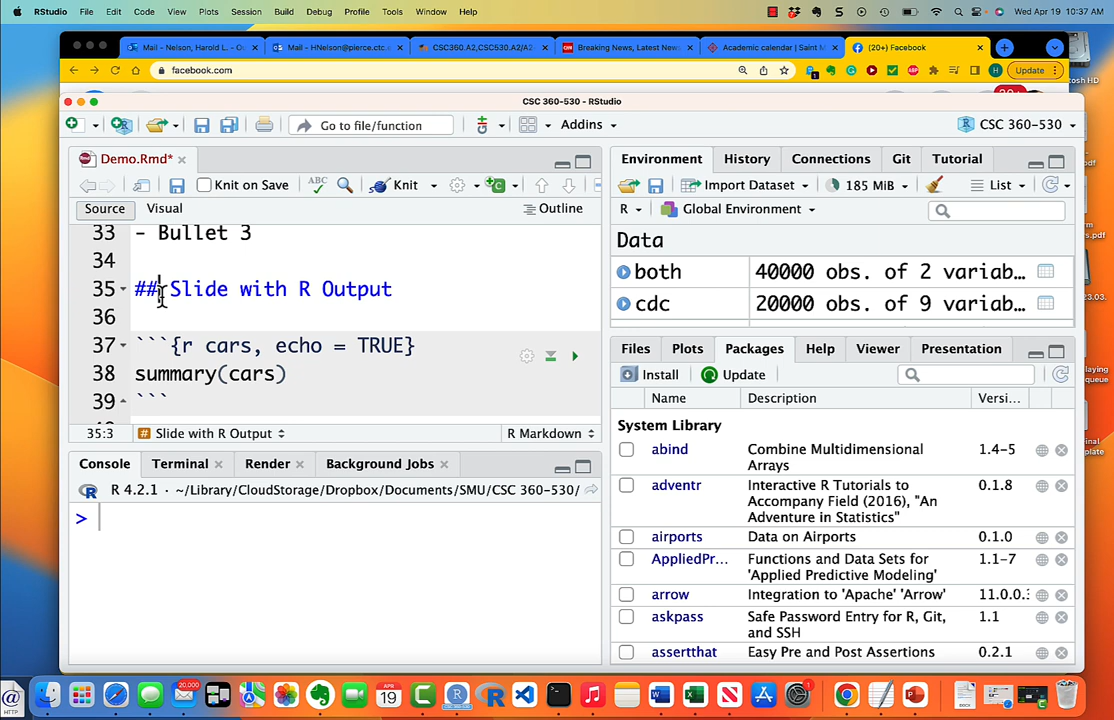 RStudio File Edit Code View Plots Session Build Debug Profile Tools Window Help Wed Apr 19 10:37 AM
Mail - Nelson, Harold L. - O... Mail - HNelson@pierce.ctc. CSC360.A2,CSC530.A2/A2- Breaking News, Latest News Academic calendar | Saint M (20+) Facebook
facebook.com Update
CSC 360-530 - RStudio
Go to file/function Addins CSC 360-530
Demo.Rmd*
Knit on Save ABC Knit
Source Visual Outline
33 - Bullet 3
34
35 ## Slide with R Output
36
37 ```{r cars, echo = TRUE}
38 summary(cars)
39 ```
35:3 Slide with R Output R Markdown
Console Terminal Render Background Jobs
R 4.2.1 · ~/Library/CloudStorage/Dropbox/Documents/SMU/CSC 360-530/
>
Environment History Connections Git Tutorial
Import Dataset 185 MiB List
R Global Environment
Data
both 40000 obs. of 2 variab...
cdc 20000 obs. of 9 variab...
Files Plots Packages Help Viewer Presentation
Install Update
Name Description Versi...
System Library
abind Combine Multidimensional Arrays 1.4-5
adventr Interactive R Tutorials to Accompany Field (2016), "An Adventure in Statistics" 0.1.8
airports Data on Airports 0.1.0
AppliedPr... Functions and Data Sets for 'Applied Predictive Modeling' 1.1-7
arrow Integration to 'Apache' 'Arrow' 11.0.0.
askpass Safe Password Entry for R, Git, and SSH 1.1
assertthat Easy Pre and Post Assertions 0.2.1
20,000
APR
19
HTTP